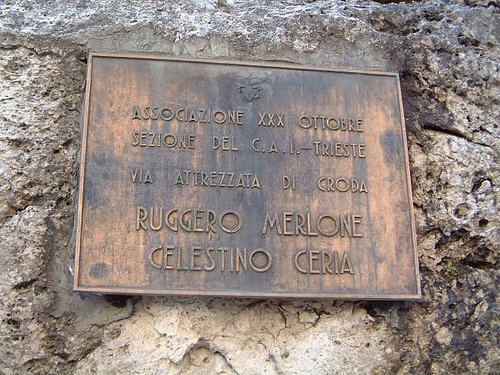 ASSOCIAZIONE XXX OTTOBRE
SEZIONE DEL C.A.I.-TRIESTE
VIA ATTREZZATA DI CRODA
RUGGERO MERLONE
CELESTINO CERIA